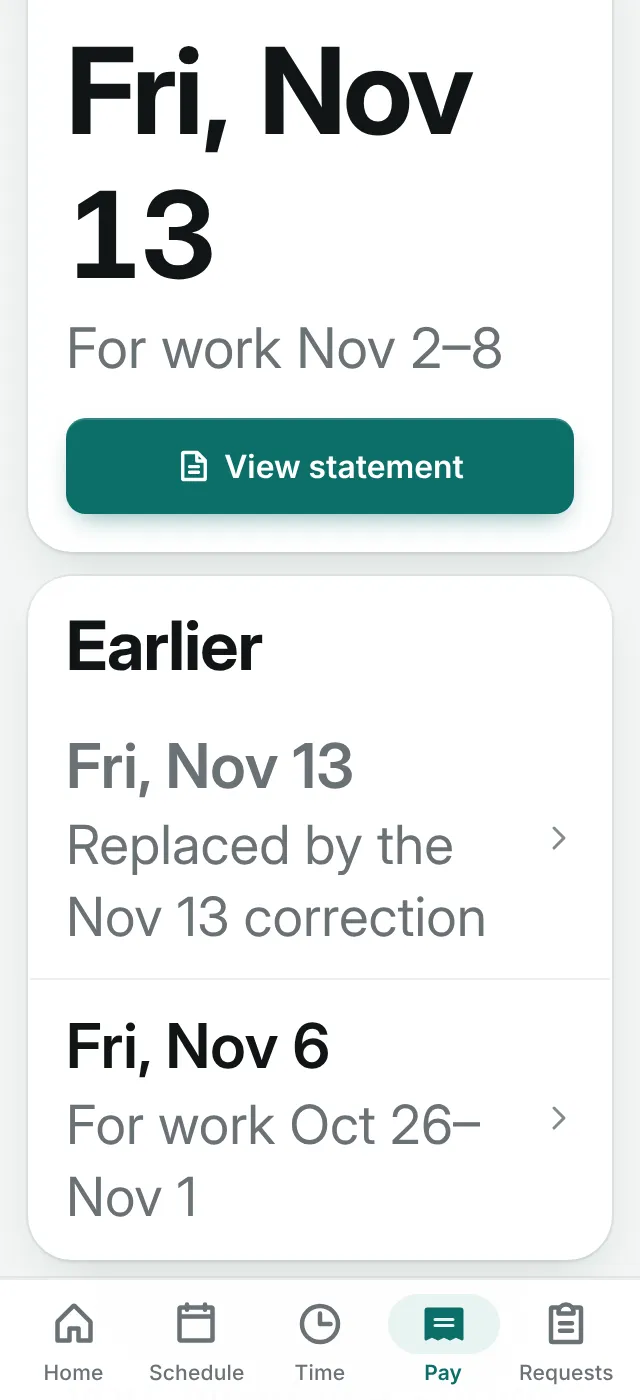 Fri, Nov
13
For work Nov 2–8
View statement
Earlier
Fri, Nov 13
Replaced by the
Nov 13 correction
Fri, Nov 6
For work Oct 26–
Nov 1
Home
Schedule
Time
Pay
Requests